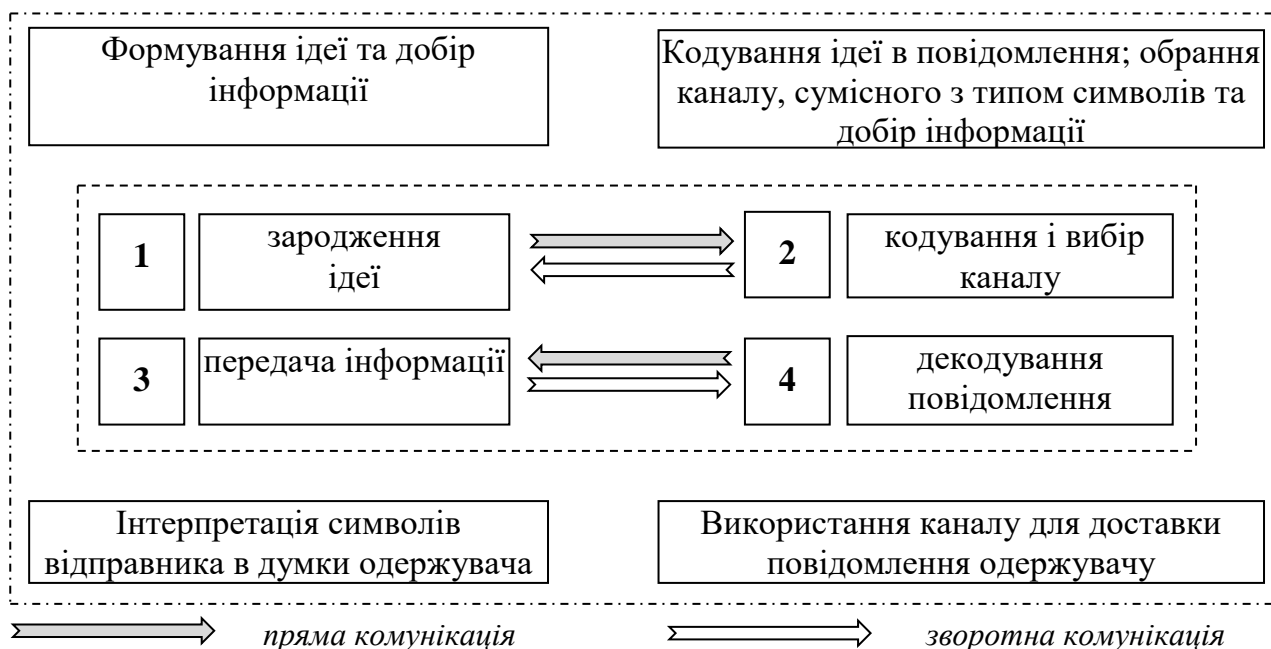 Формування ідеї та добір
інформації
Кодування ідеї в повідомлення; обрання
каналу, сумісного з типом символів та
добір інформації
1
зародження
ідеї
2
кодування і вибір
каналу
3
передача інформації
4
декодування
повідомлення
Інтерпретація символів
відправника в думки одержувача
Використання каналу для доставки
повідомлення одержувачу
пряма комунікація
зворотна комунікація